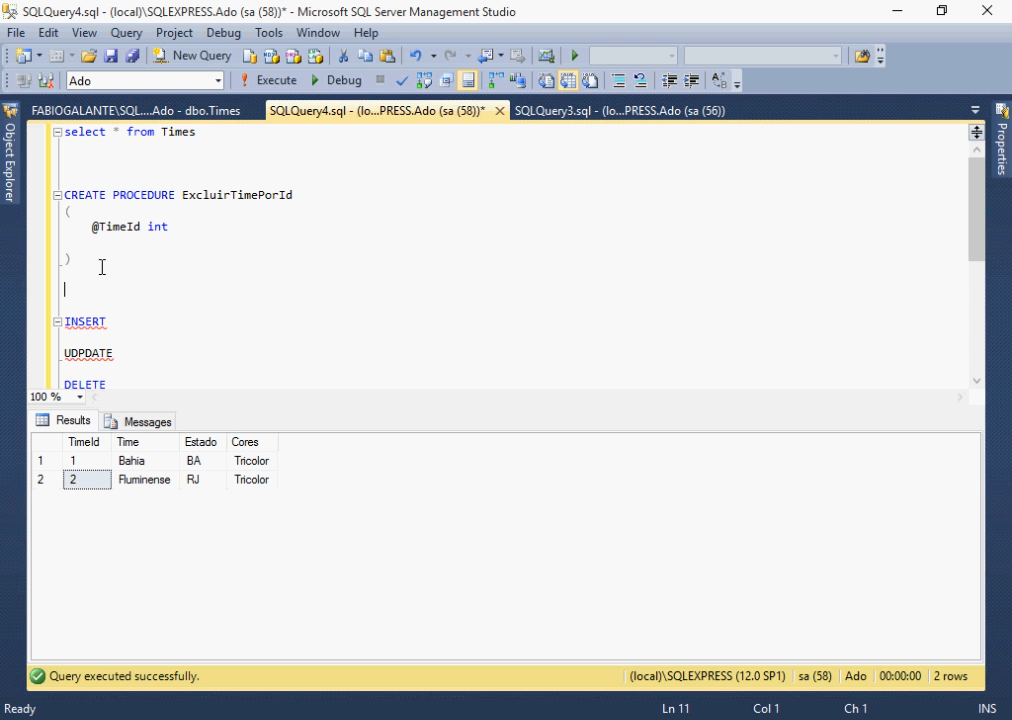 SQLQuery4.sql - (local)\SQLEXPRESS.Ado (sa (58))* - Microsoft SQL Server Management Studio
File Edit View Query Project Debug Tools Window Help
New Query
Ado Execute Debug
FABIOGALANTE\SQL....Ado - dbo.Times SQLQuery4.sql - (lo...PRESS.Ado (sa (58))* SQLQuery3.sql - (lo...PRESS.Ado (sa (56))
Object Explorer
Properties
select * from Times
CREATE PROCEDURE ExcluirTimePorId
(
@TimeId int
)
INSERT
UDPDATE
DELETE
100 %
Results Messages
TimeId Time Estado Cores
1 1 Bahia BA Tricolor
2 2 Fluminense RJ Tricolor
Query executed successfully. (local)\SQLEXPRESS (12.0 SP1) sa (58) Ado 00:00:00 2 rows
Ready Ln 11 Col 1 Ch 1 INS